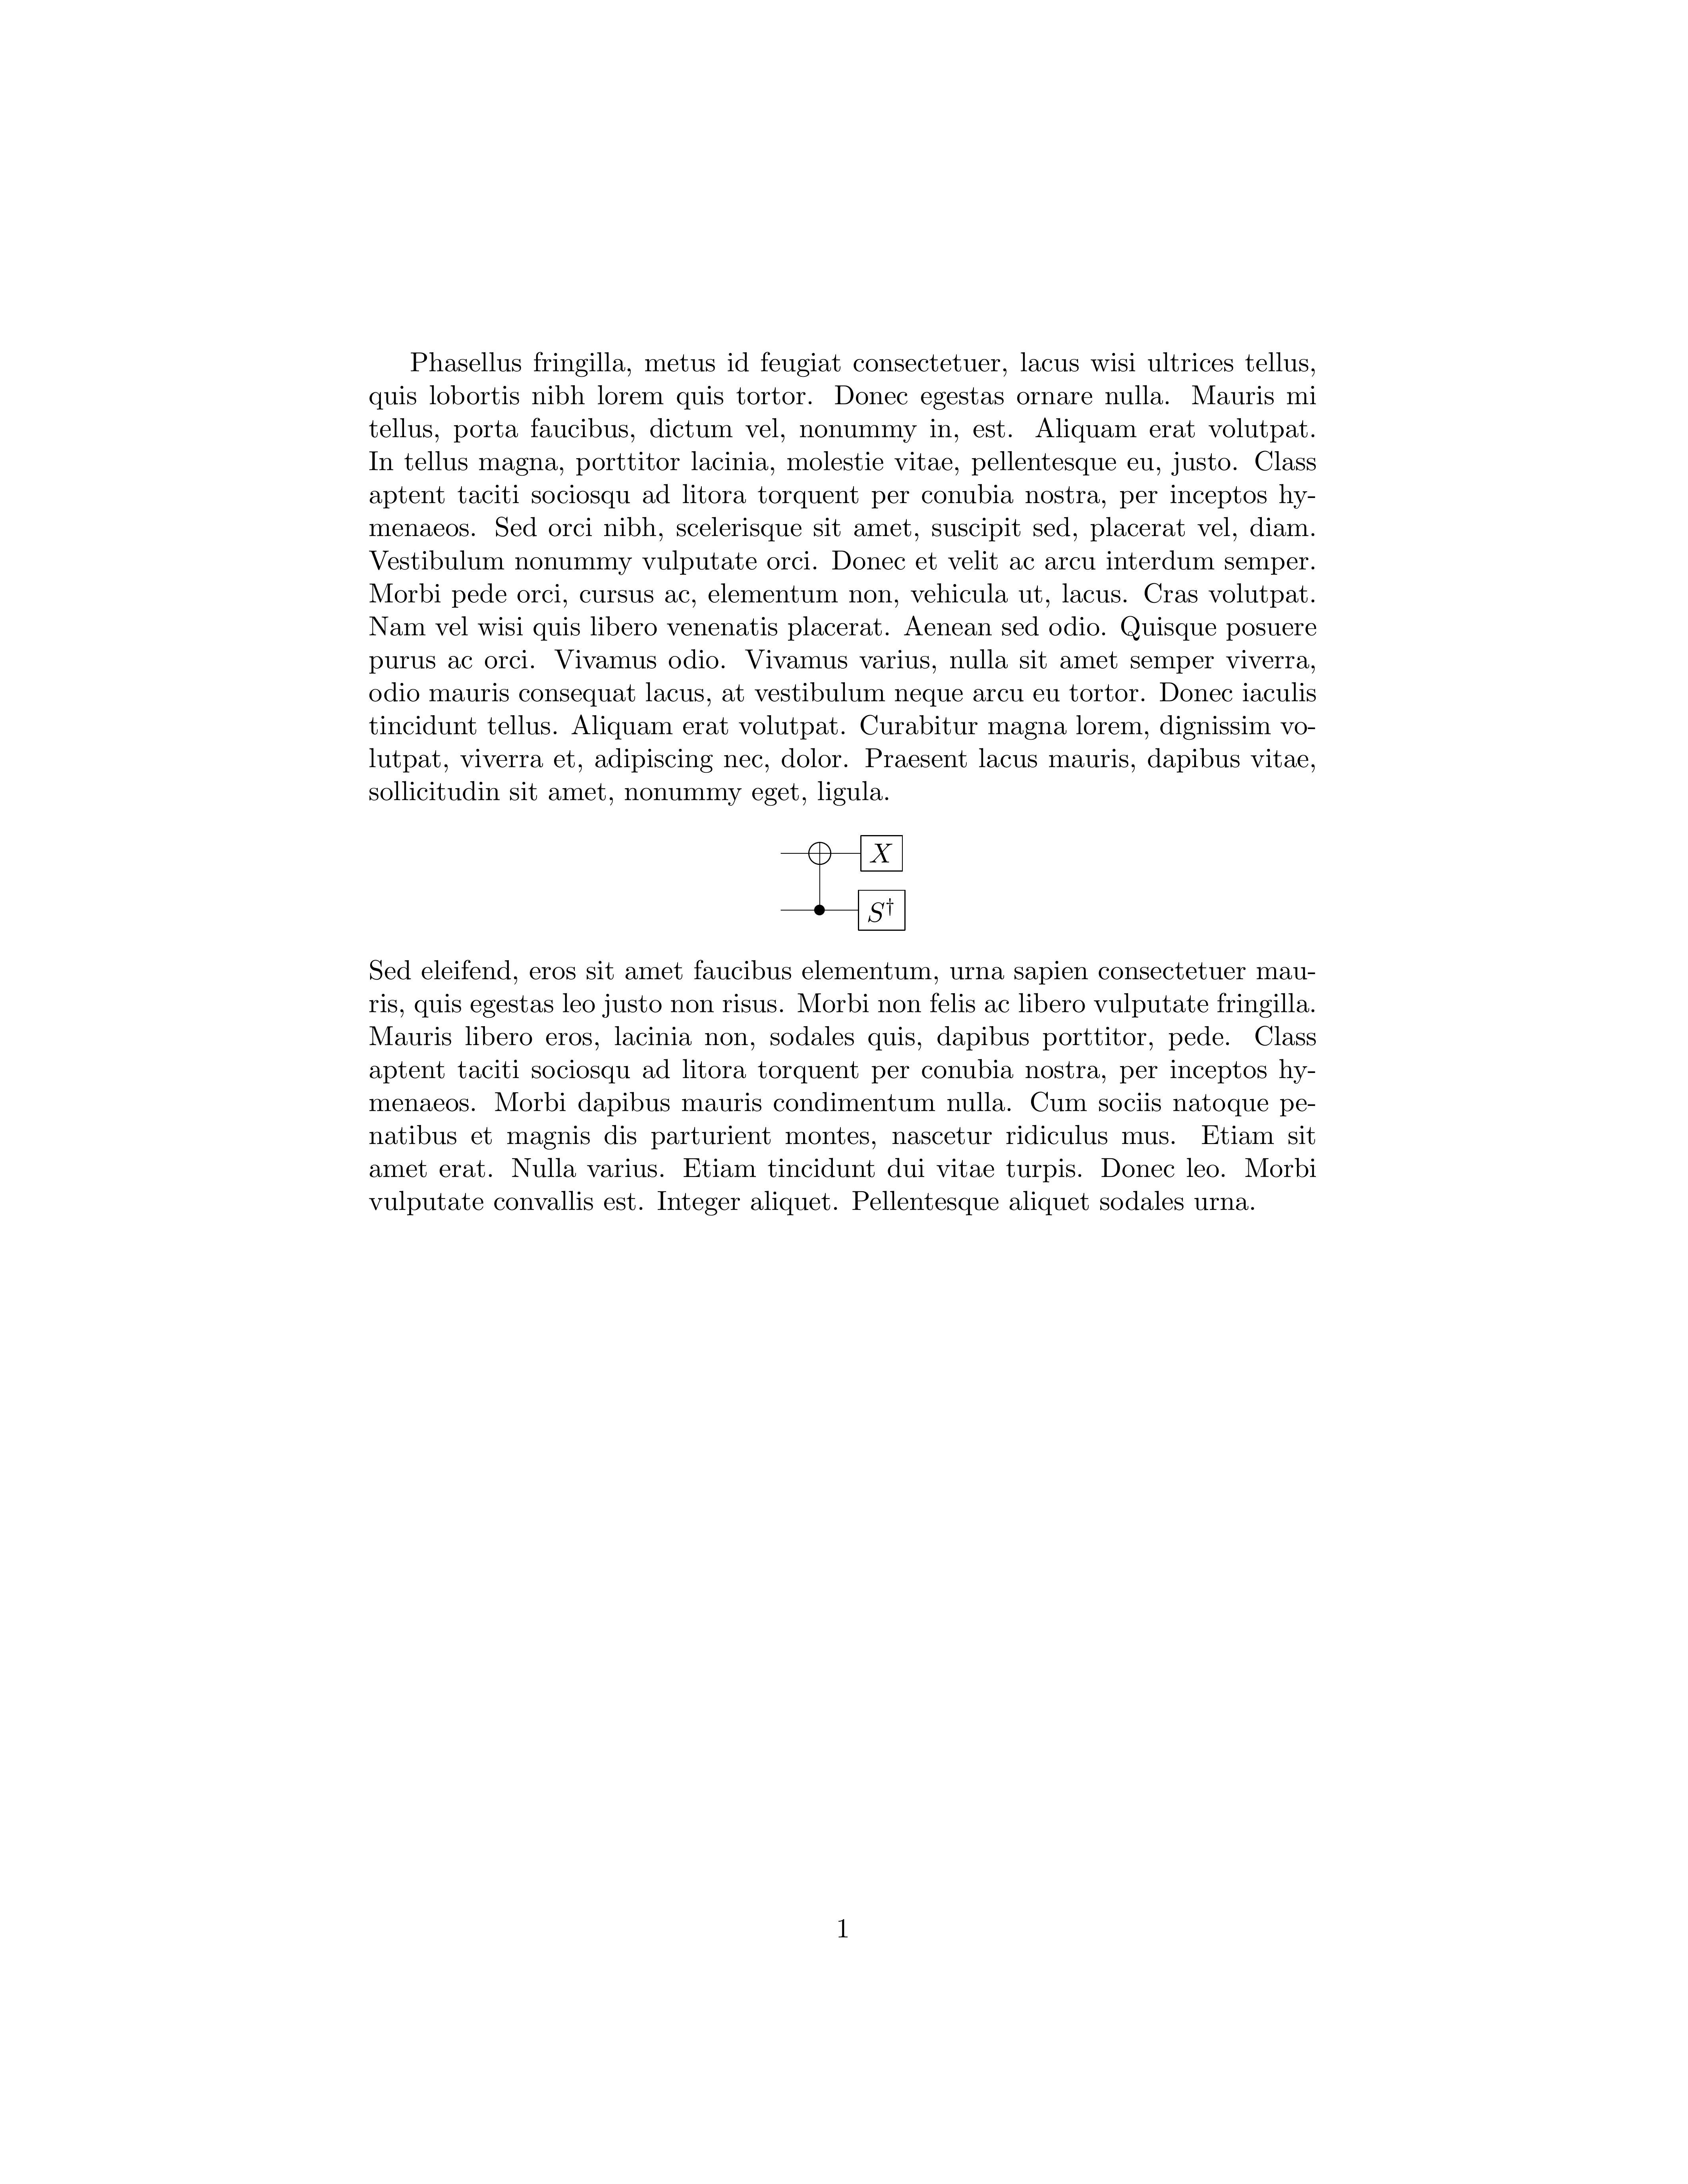 Phasellus fringilla, metus id feugiat consectetuer, lacus wisi ultrices tellus,
quis lobortis nibh lorem quis tortor. Donec egestas ornare nulla. Mauris mi
tellus, porta faucibus, dictum vel, nonummy in, est. Aliquam erat volutpat.
In tellus magna, porttitor lacinia, molestie vitae, pellentesque eu, justo. Class
aptent taciti sociosqu ad litora torquent per conubia nostra, per inceptos hy-
menaeos. Sed orci nibh, scelerisque sit amet, suscipit sed, placerat vel, diam.
Vestibulum nonummy vulputate orci. Donec et velit ac arcu interdum semper.
Morbi pede orci, cursus ac, elementum non, vehicula ut, lacus. Cras volutpat.
Nam vel wisi quis libero venenatis placerat. Aenean sed odio. Quisque posuere
purus ac orci. Vivamus odio. Vivamus varius, nulla sit amet semper viverra,
odio mauris consequat lacus, at vestibulum neque arcu eu tortor. Donec iaculis
tincidunt tellus. Aliquam erat volutpat. Curabitur magna lorem, dignissim vo-
lutpat, viverra et, adipiscing nec, dolor. Praesent lacus mauris, dapibus vitae,
sollicitudin sit amet, nonummy eget, ligula.
X
S†
Sed eleifend, eros sit amet faucibus elementum, urna sapien consectetuer mau-
ris, quis egestas leo justo non risus. Morbi non felis ac libero vulputate fringilla.
Mauris libero eros, lacinia non, sodales quis, dapibus porttitor, pede. Class
aptent taciti sociosqu ad litora torquent per conubia nostra, per inceptos hy-
menaeos. Morbi dapibus mauris condimentum nulla. Cum sociis natoque pe-
natibus et magnis dis parturient montes, nascetur ridiculus mus. Etiam sit
amet erat. Nulla varius. Etiam tincidunt dui vitae turpis. Donec leo. Morbi
vulputate convallis est. Integer aliquet. Pellentesque aliquet sodales urna.
1